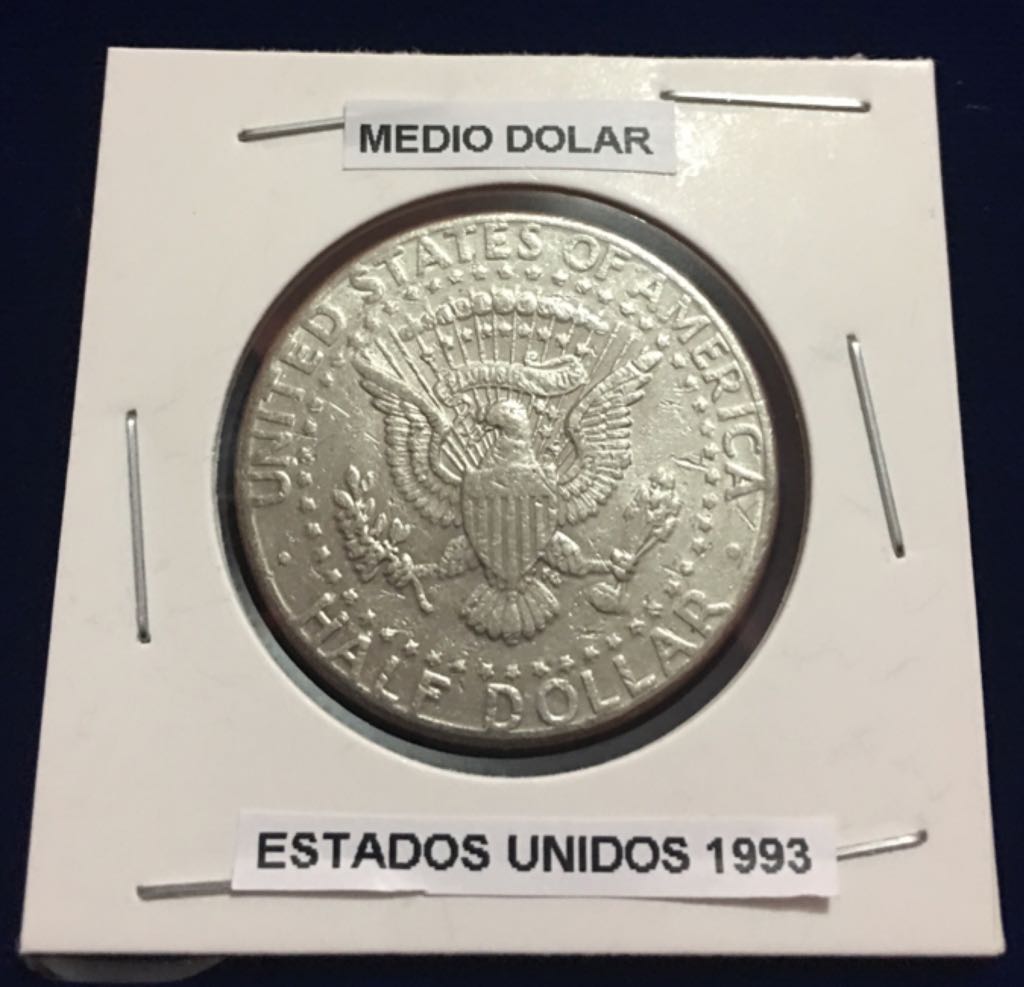 MEDIO DOLAR
UNITED STATES OF AMERICA
HALF DOLLAR
ESTADOS UNIDOS 1993